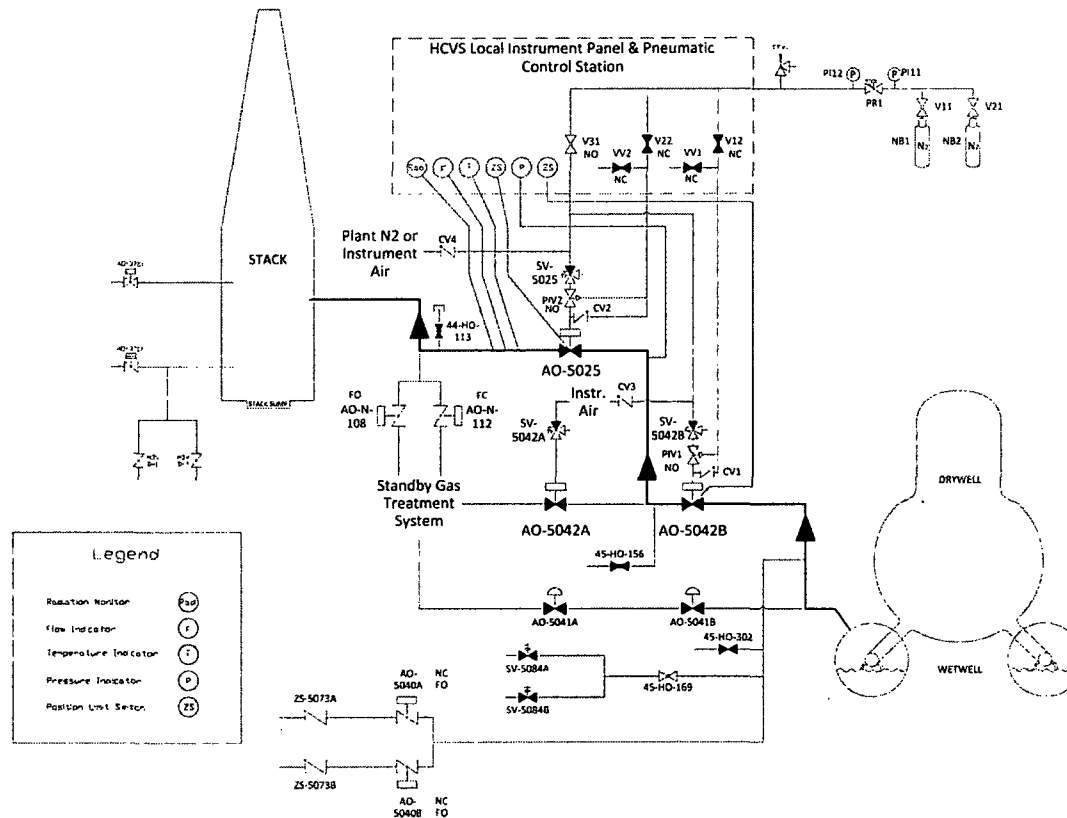 HCVS Local Instrument Panel & Pneumatic
Control Station
PI12
P
P
PI11
PR1
V11
V21
NB1
N₂
NB2
N₂
V31
NO
VV2
NC
V22
NC
VV1
NC
V12
NC
Rad
F
T
ZS
P
ZS
Plant N2 or
Instrument
Air
CV4
STACK
SV-
5025
PIV2
NO
CV2
44-HO-
113
AO-5025
Instr.
Air
CV3
FO
AO-N-
108
FC
AO-N-
112
SV-
5042A
SV-
5042B
PIV1
NO
CV1
STACK SUMP
Standby Gas
Treatment
System
AO-5042A
AO-5042B
DRYWELL
45-HO-156
Legend
Radiation Monitor
Rad
Flow Indicator
F
Temperature Indicator
T
Pressure Indicator
P
Position Limit Switch
ZS
AO-5041A
AO-5041B
45-HO-302
SV-5084A
45-HO-169
SV-5084B
WETWELL
ZS-5073A
AO-
5040A
NC
FO
ZS-5073B
AO-
5040B
NC
FO